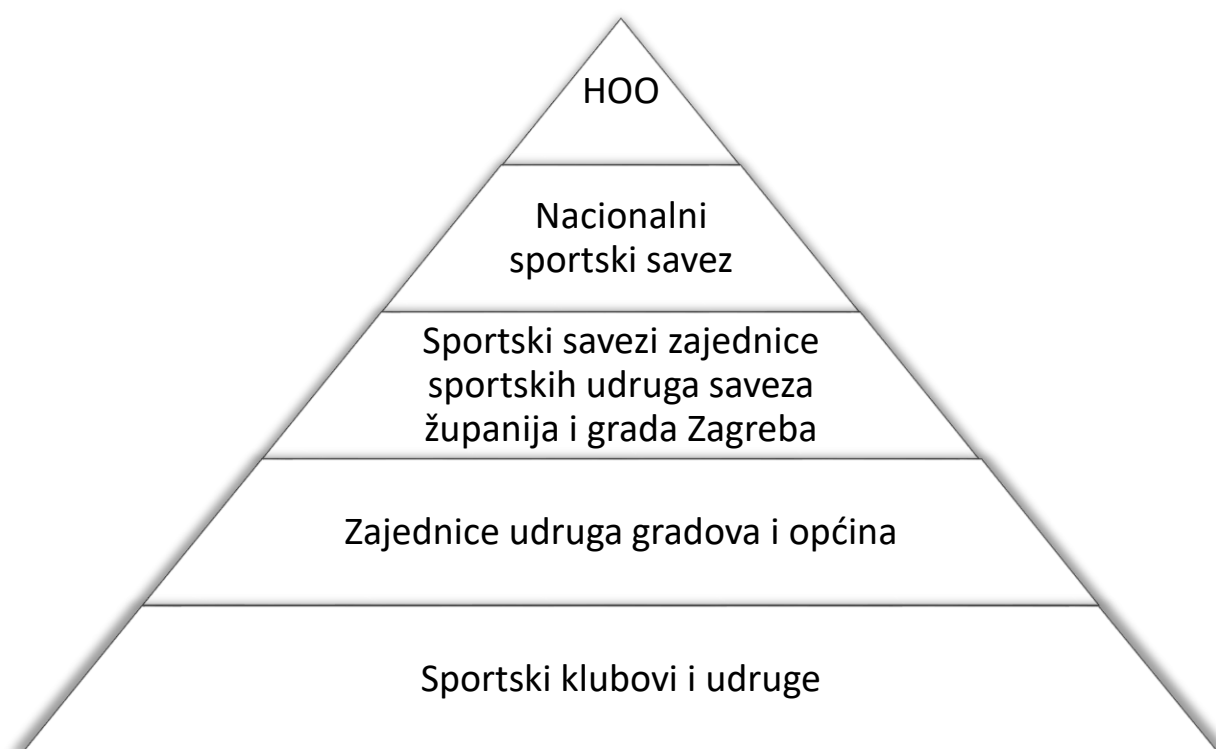 HOO
Nacionalni
sportski savez
Sportski savezi zajednice
sportskih udruga saveza
županija i grada Zagreba
Zajednice udruga gradova i općina
Sportski klubovi i udruge